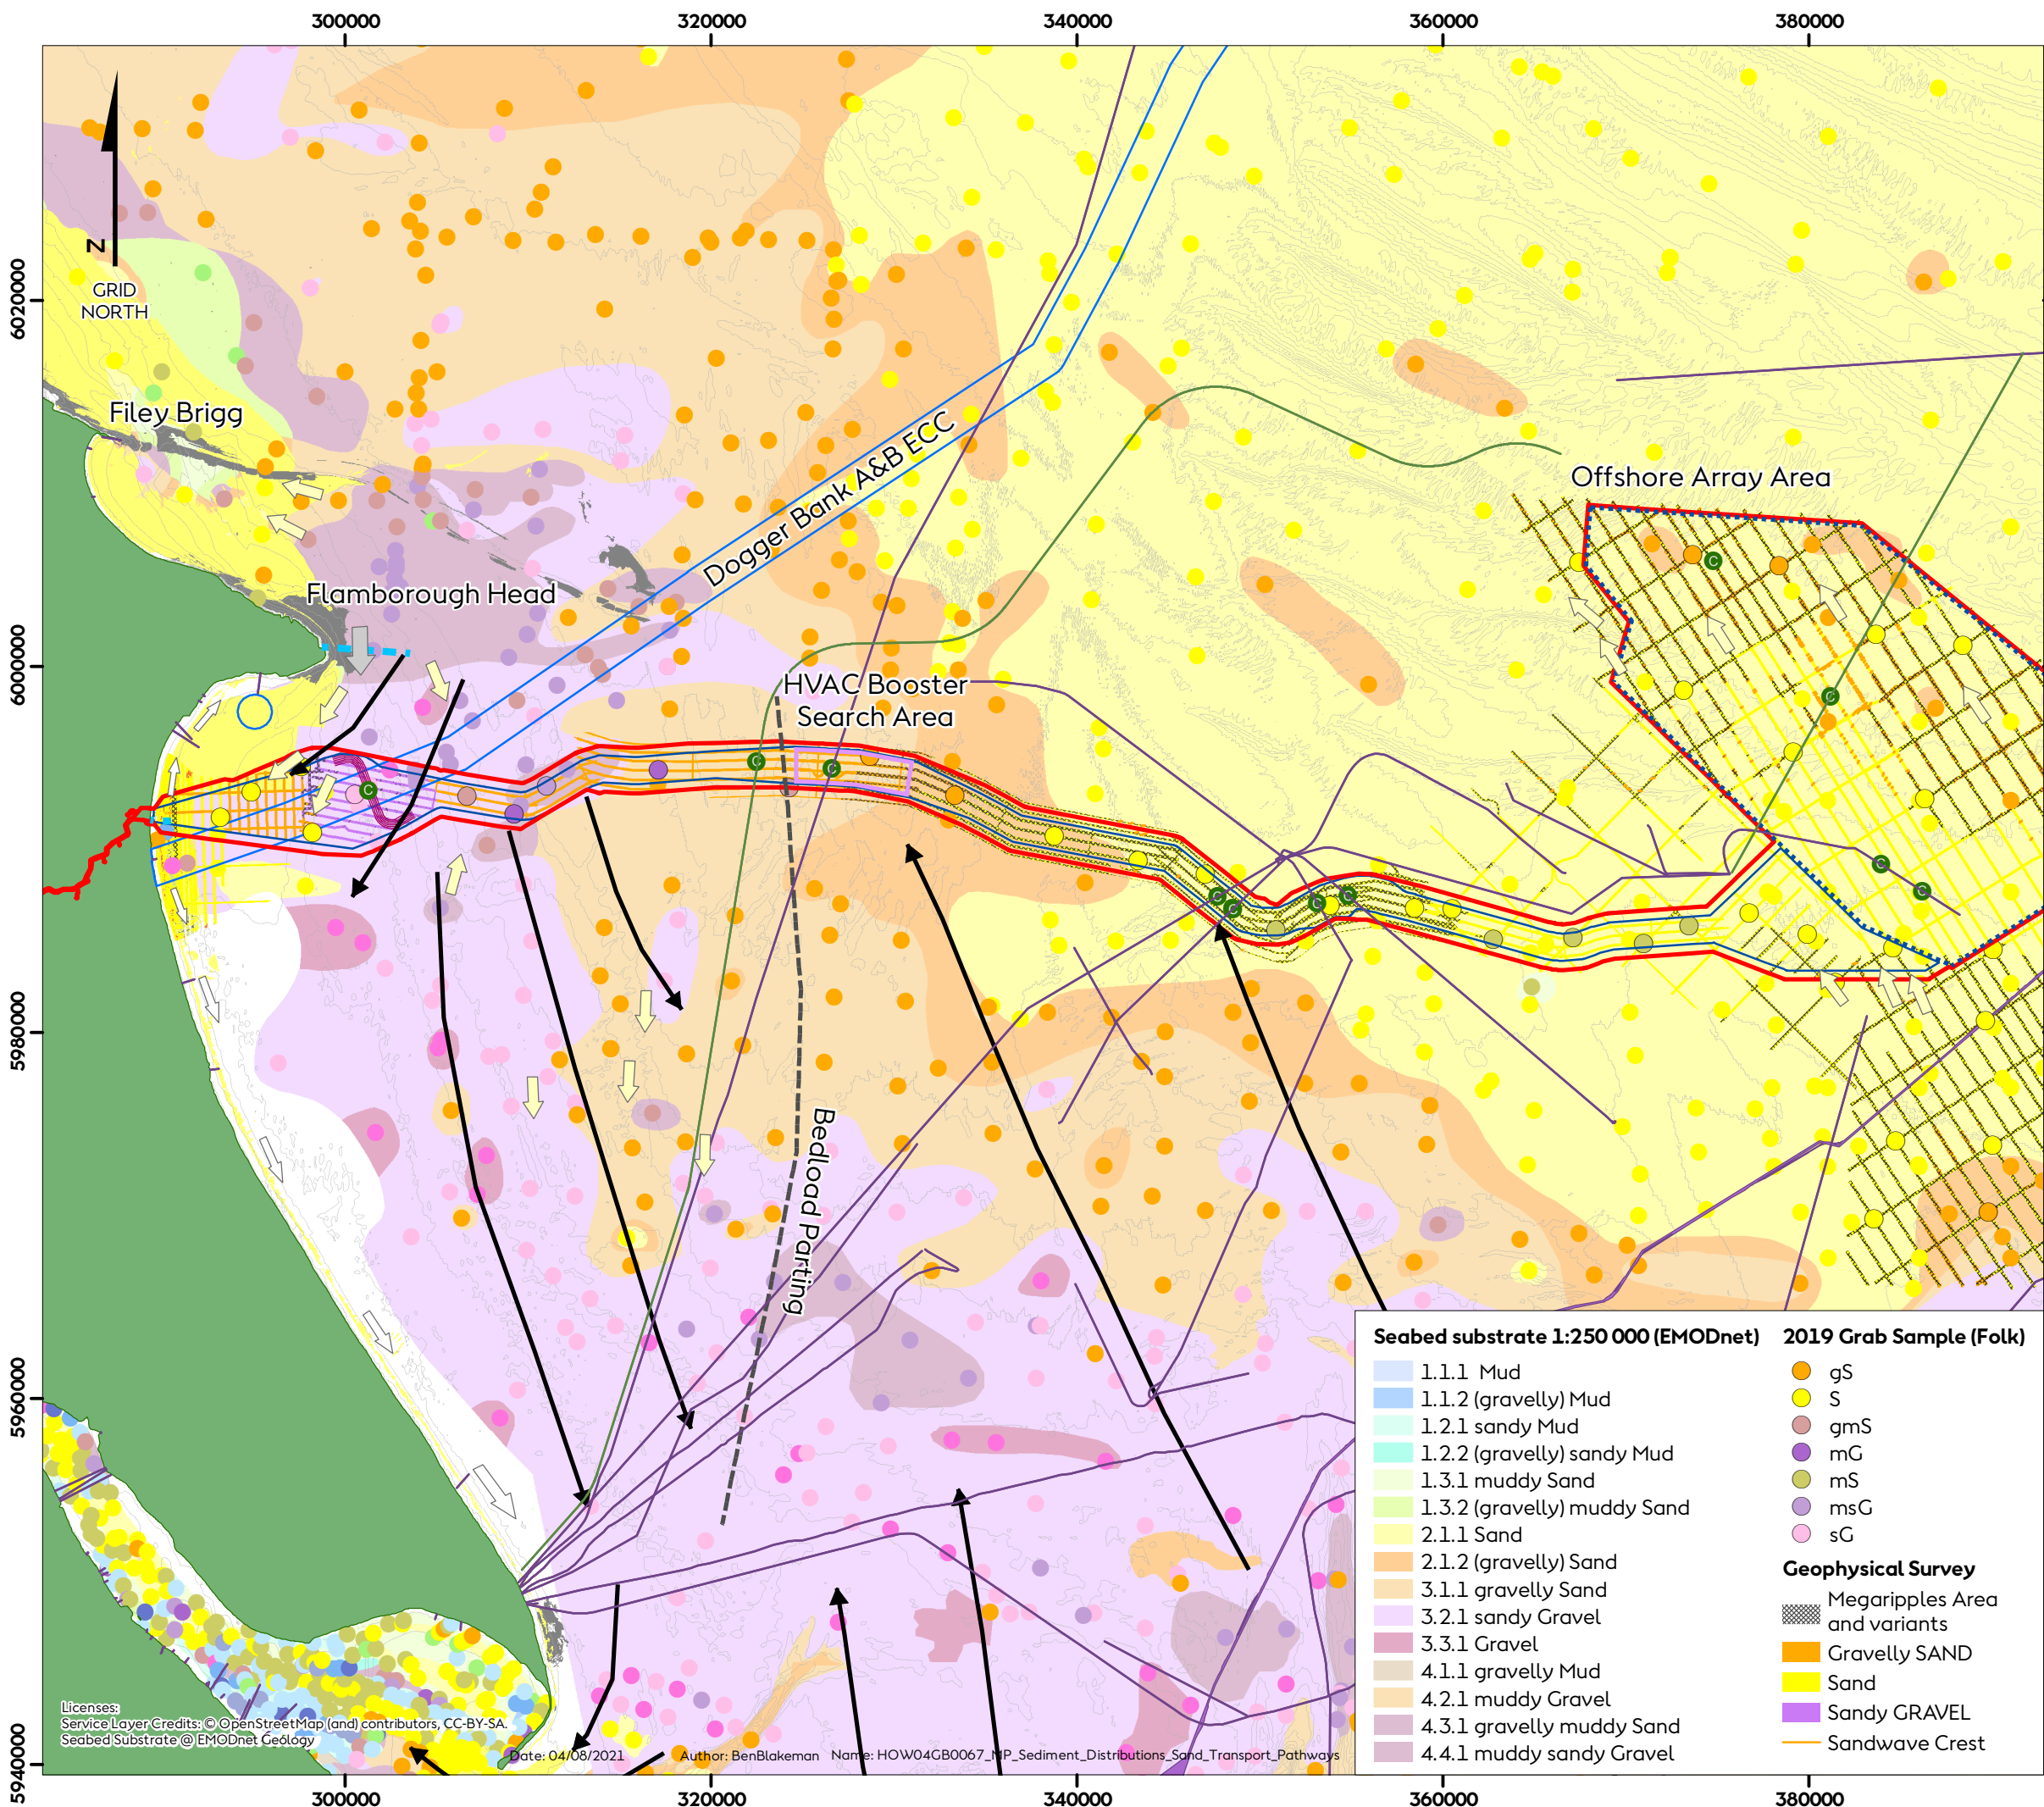 300000 320000 340000 360000 380000
6020000
6000000
5980000
5960000
5940000
N
GRID
NORTH
Filey Brigg
Flamborough Head
Dogger Bank A&B ECC
Offshore Array Area
HVAC Booster
Search Area
Bedload Parting
C
C
C
C
C
C
C
C
C
C
C
Seabed substrate 1:250 000 (EMODnet)
1.1.1 Mud
1.1.2 (gravelly) Mud
1.2.1 sandy Mud
1.2.2 (gravelly) sandy Mud
1.3.1 muddy Sand
1.3.2 (gravelly) muddy Sand
2.1.1 Sand
2.1.2 (gravelly) Sand
3.1.1 gravelly Sand
3.2.1 sandy Gravel
3.3.1 Gravel
4.1.1 gravelly Mud
4.2.1 muddy Gravel
4.3.1 gravelly muddy Sand
4.4.1 muddy sandy Gravel
2019 Grab Sample (Folk)
gS
S
gmS
mG
mS
msG
sG
Geophysical Survey
Megaripples Area
and variants
Gravelly SAND
Sand
Sandy GRAVEL
Sandwave Crest
Licenses:
Service Layer Credits: © OpenStreetMap (and) contributors, CC-BY-SA.
Seabed Substrate @ EMODnet Geology
Date: 04/08/2021 Author: BenBlakeman Name: HOW04GB0067_MP_Sediment_Distributions_Sand_Transport_Pathways
300000 320000 340000 360000 380000